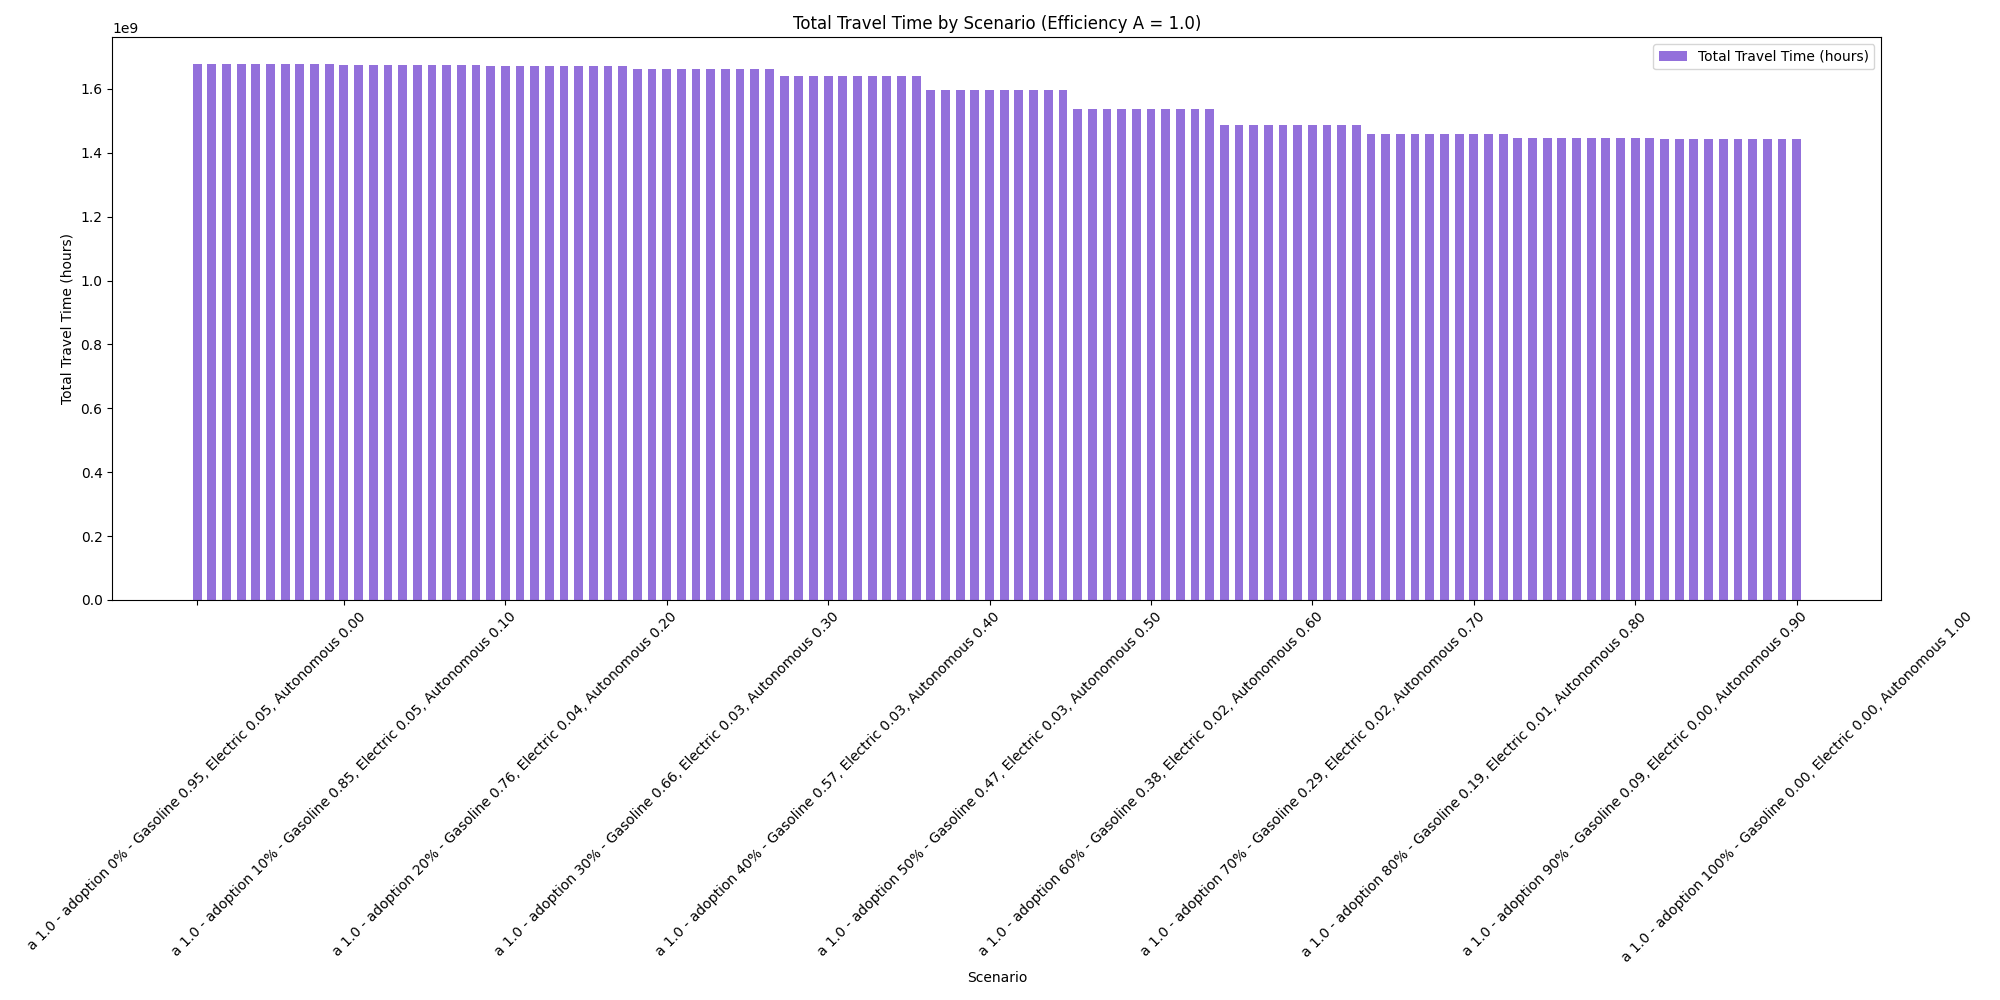 Total Travel Time by Scenario (Efficiency A = 1.0)
1e9
Total Travel Time (hours)
1.6
1.4
1.2
1.0
0.8
0.6
0.4
0.2
0.0
Total Travel Time (hours)
a 1.0 - adoption 0% - Gasoline 0.95, Electric 0.05, Autonomous 0.00
a 1.0 - adoption 10% - Gasoline 0.85, Electric 0.05, Autonomous 0.10
a 1.0 - adoption 20% - Gasoline 0.76, Electric 0.04, Autonomous 0.20
a 1.0 - adoption 30% - Gasoline 0.66, Electric 0.03, Autonomous 0.30
a 1.0 - adoption 40% - Gasoline 0.57, Electric 0.03, Autonomous 0.40
a 1.0 - adoption 50% - Gasoline 0.47, Electric 0.03, Autonomous 0.50
a 1.0 - adoption 60% - Gasoline 0.38, Electric 0.02, Autonomous 0.60
a 1.0 - adoption 70% - Gasoline 0.29, Electric 0.02, Autonomous 0.70
a 1.0 - adoption 80% - Gasoline 0.19, Electric 0.01, Autonomous 0.80
a 1.0 - adoption 90% - Gasoline 0.09, Electric 0.00, Autonomous 0.90
a 1.0 - adoption 100% - Gasoline 0.00, Electric 0.00, Autonomous 1.00
Scenario